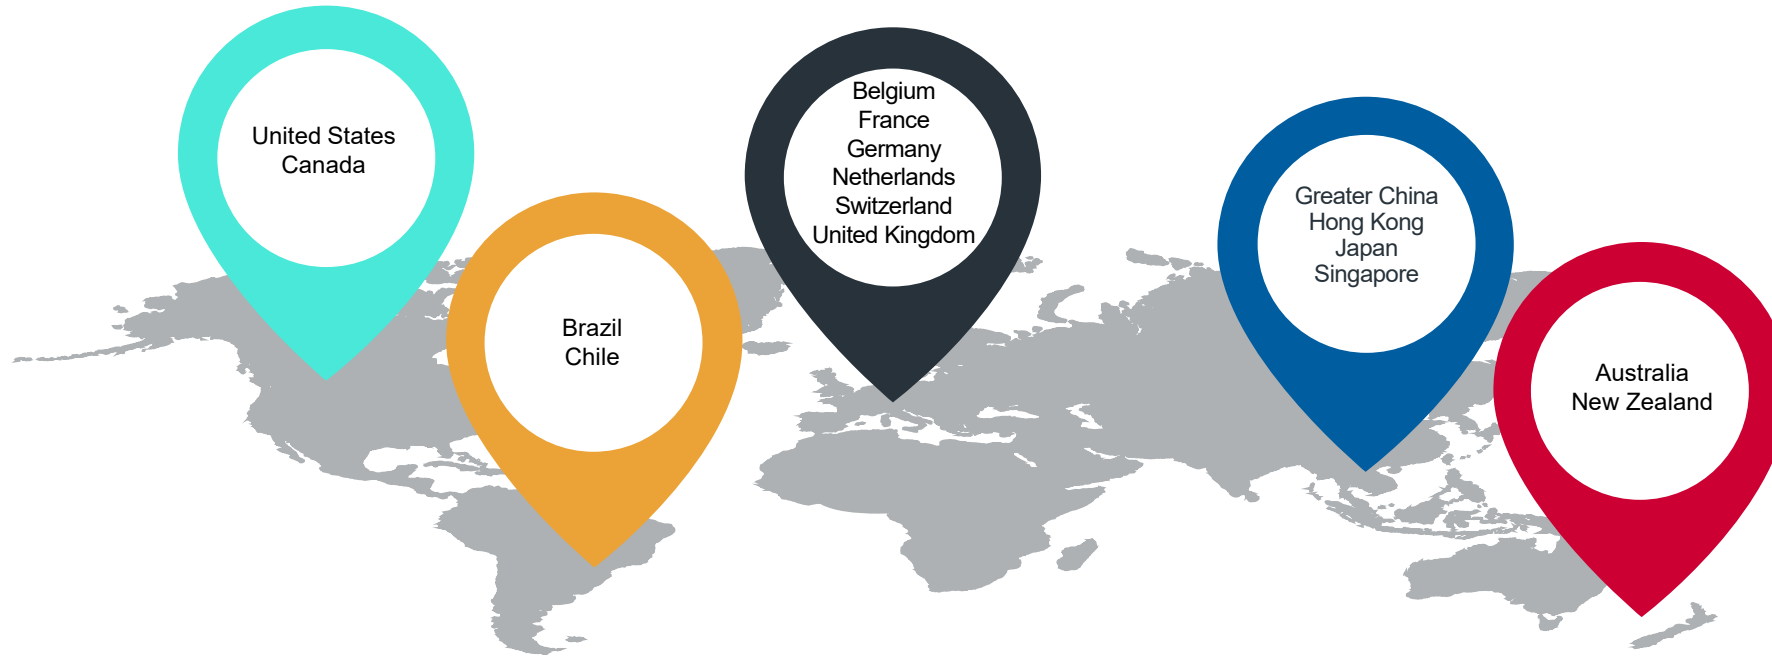 United States
Canada
Brazil
Chile
Belgium
France
Germany
Netherlands
Switzerland
United Kingdom
Greater China
Hong Kong
Japan
Singapore
Australia
New Zealand